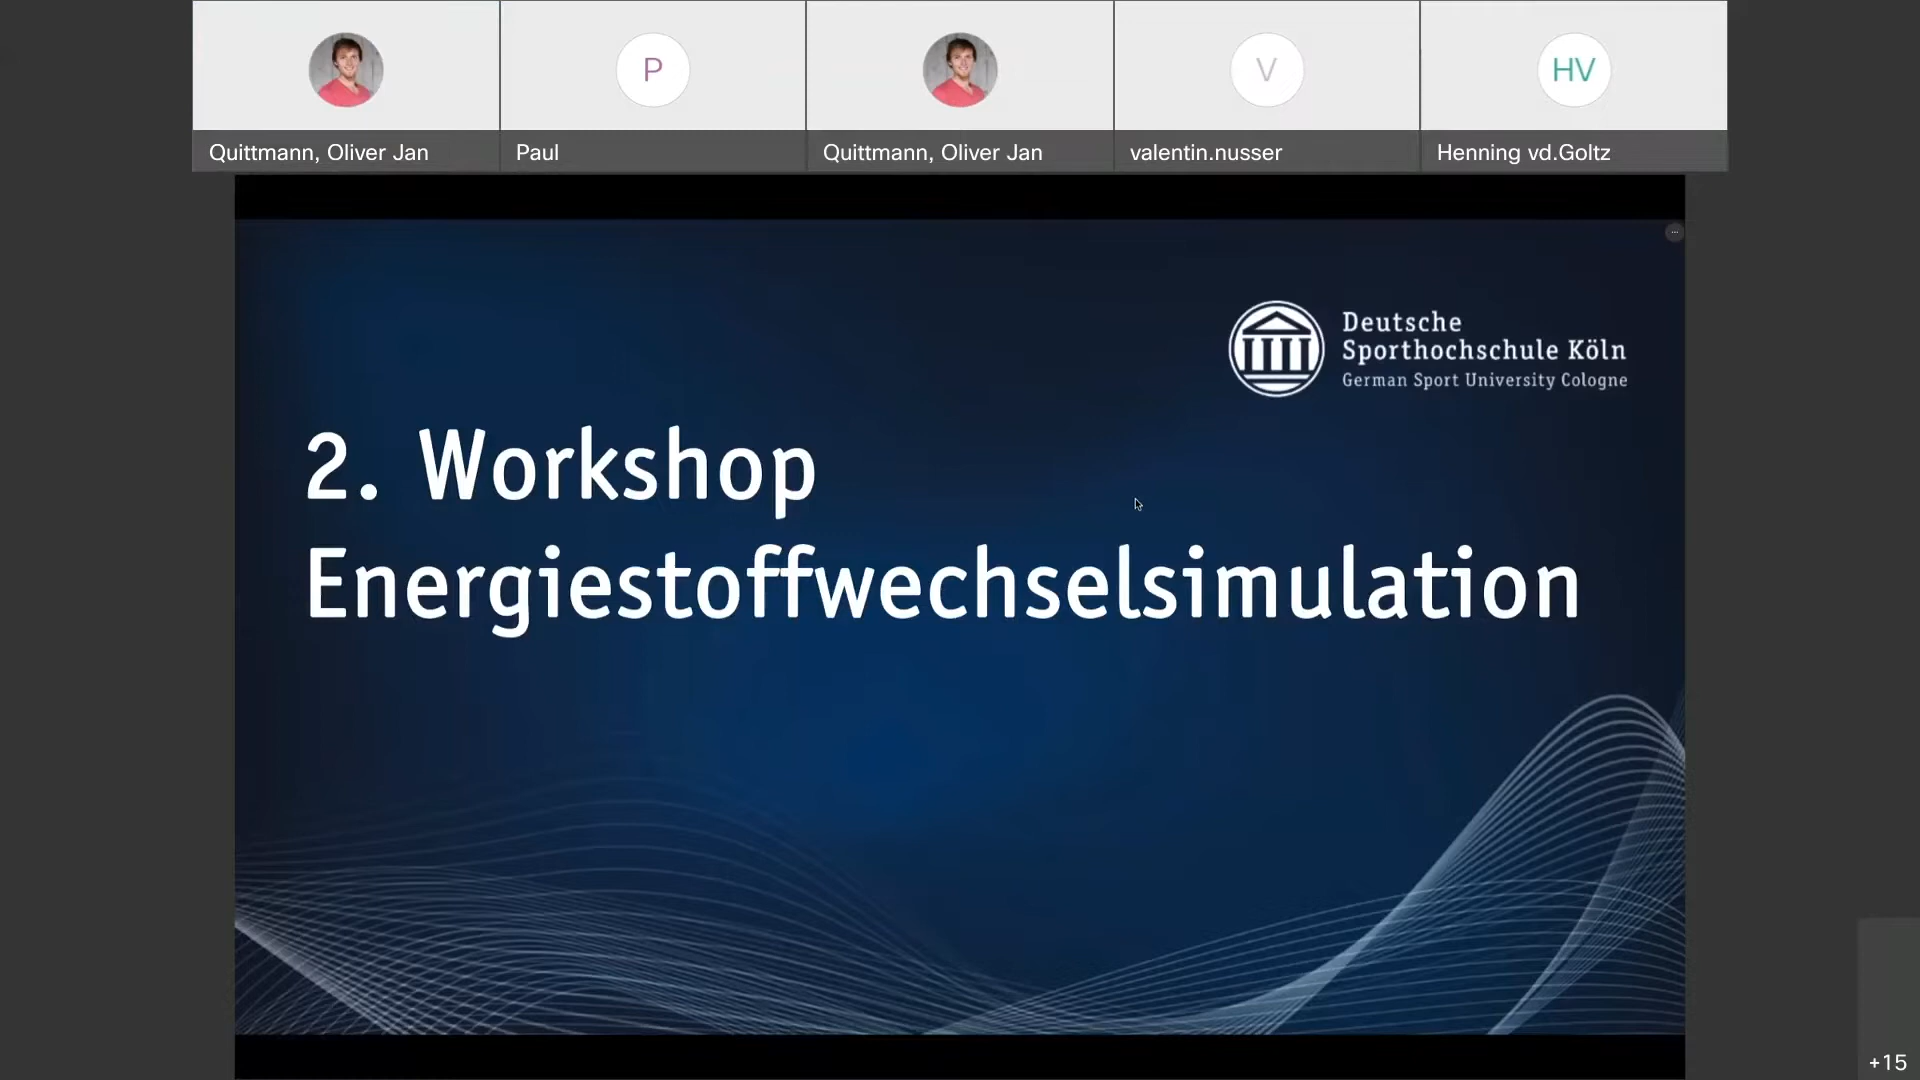 P
V
HV
Quittmann, Oliver Jan
Paul
Quittmann, Oliver Jan
valentin.nusser
Henning vd.Goltz
Deutsche
Sporthochschule Köln
German Sport University Cologne
2. Workshop
Energiestoffwechselsimulation
+15